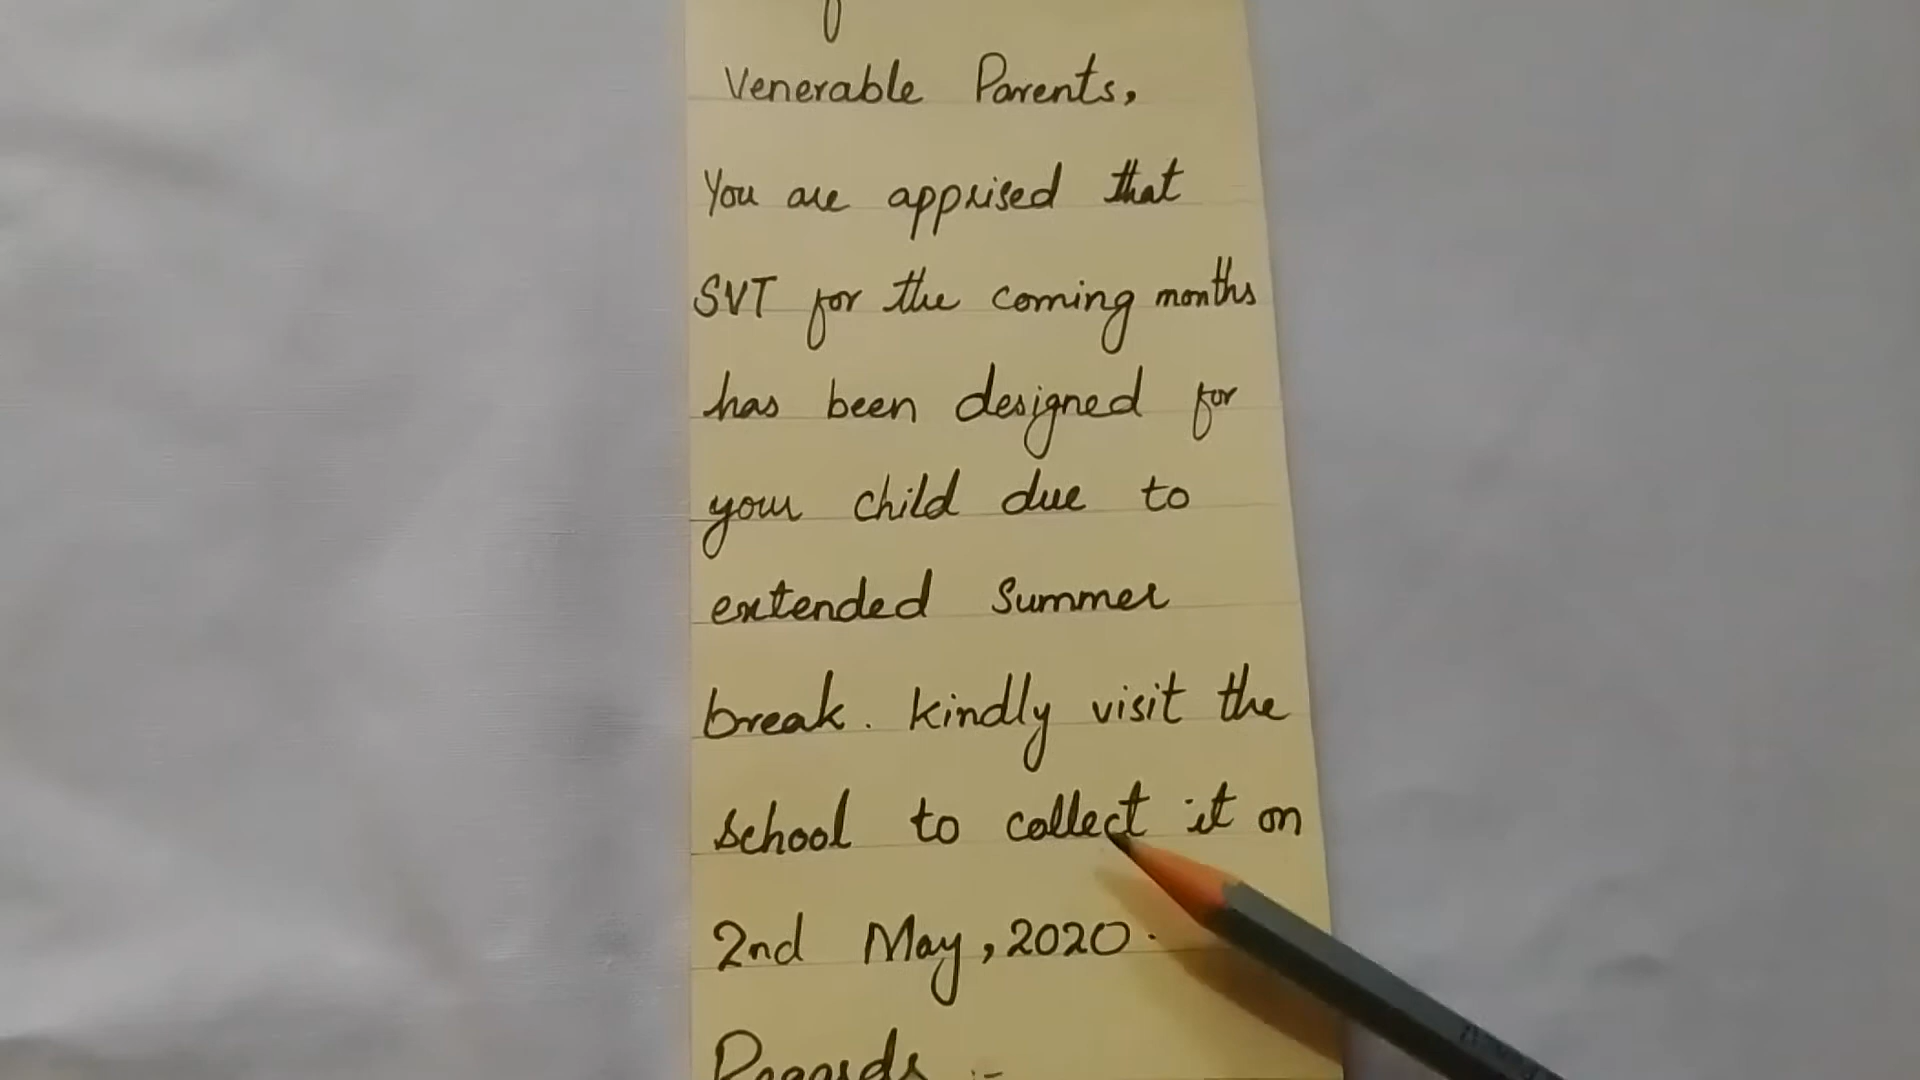 Venerable Parents,
You are apprised that
SVT for the coming months
has been designed for
your child due to
extended Summer
break. Kindly visit the
school to collect it on
2nd May, 2020.
Regards :-